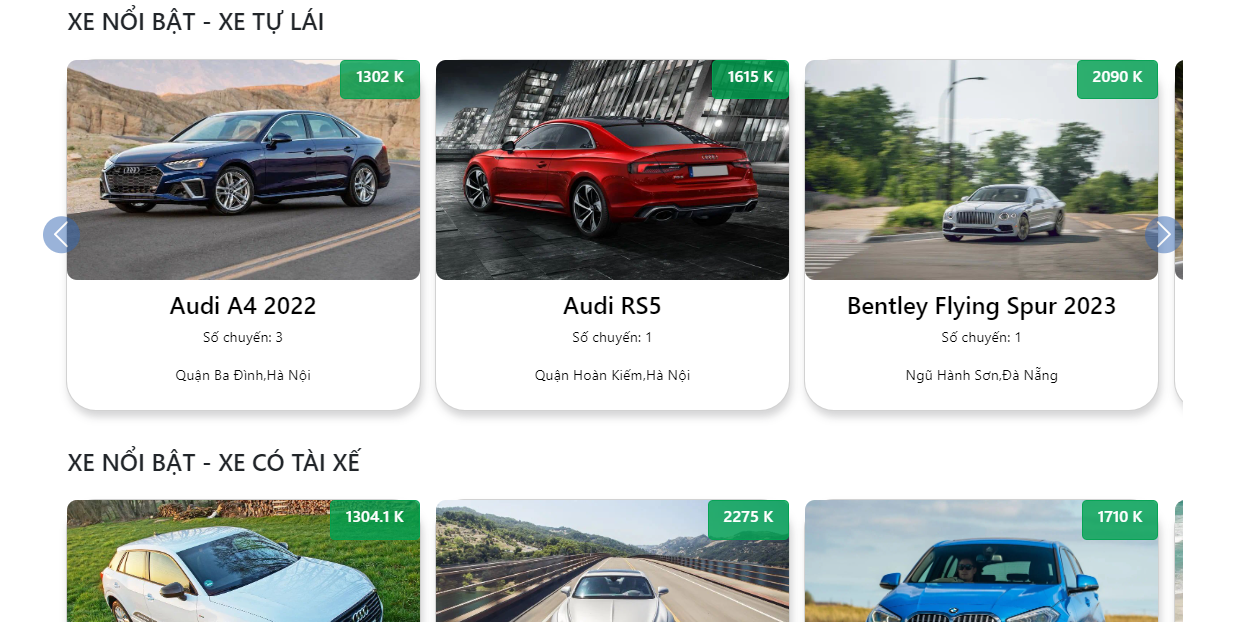 XE NỔI BẬT - XE TỰ LÁI
1302 K
1615 K
2090 K
Audi A4 2022
Audi RS5
Bentley Flying Spur 2023
Số chuyến: 3
Số chuyến: 1
Số chuyến: 1
Quận Ba Đình,Hà Nội
Quận Hoàn Kiếm,Hà Nội
Ngũ Hành Sơn,Đà Nẵng
XE NỔI BẬT - XE CÓ TÀI XẾ
1304.1 K
2275 K
1710 K